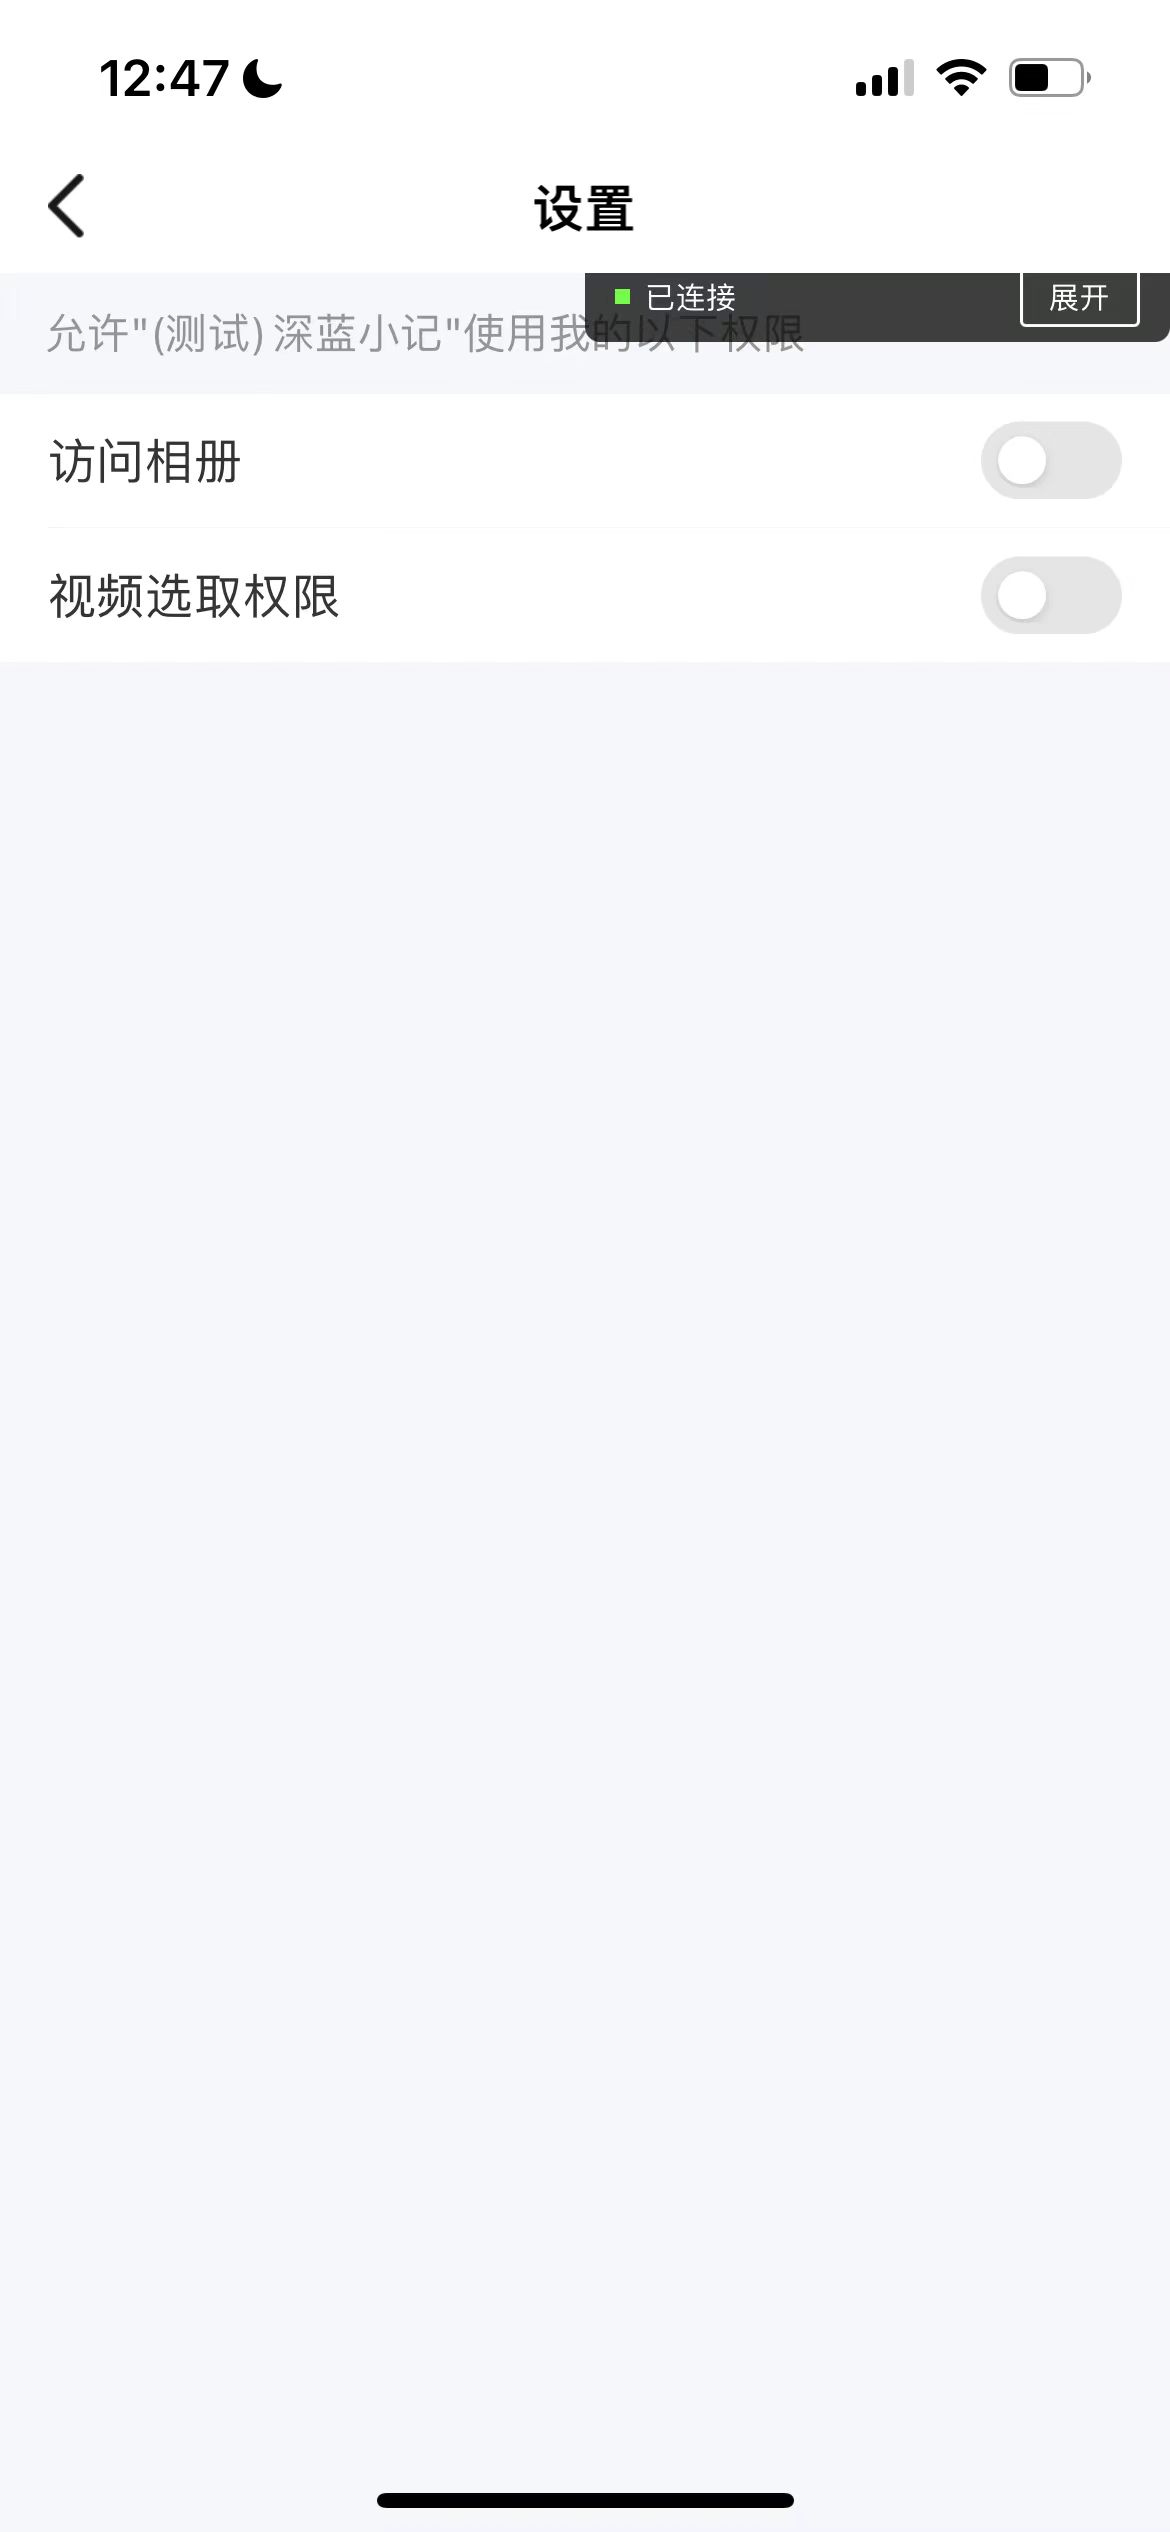 12:47
设置
已连接 展开
允许"(测试) 深蓝小记"使用我的以下权限
访问相册
视频选取权限